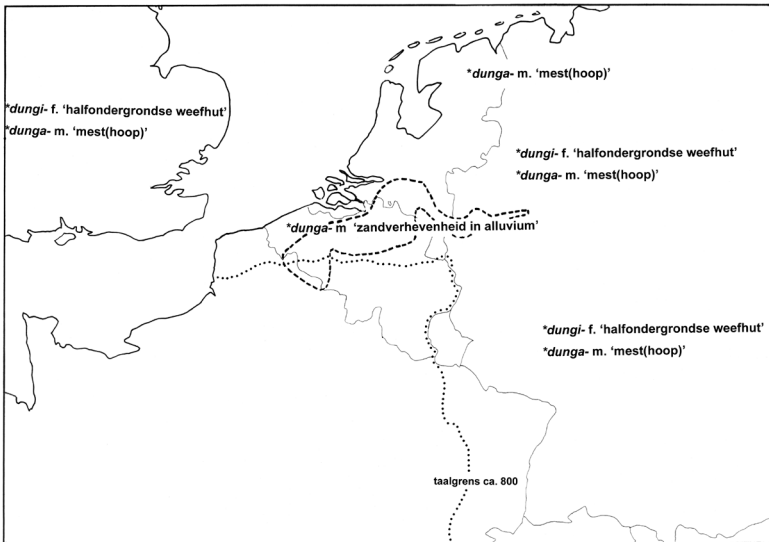 *dunga- m. ‘mest(hoop)’
*dungi- f. ‘halfondergrondse weefhut’
*dunga- m. ‘mest(hoop)’
*dungi- f. ‘halfondergrondse weefhut’
*dunga- m. ‘mest(hoop)’
*dunga- m ‘zandverhevenheid in alluvium’
*dungi- f. ‘halfondergrondse weefhut’
*dunga- m. ‘mest(hoop)’
taalgrens ca. 800